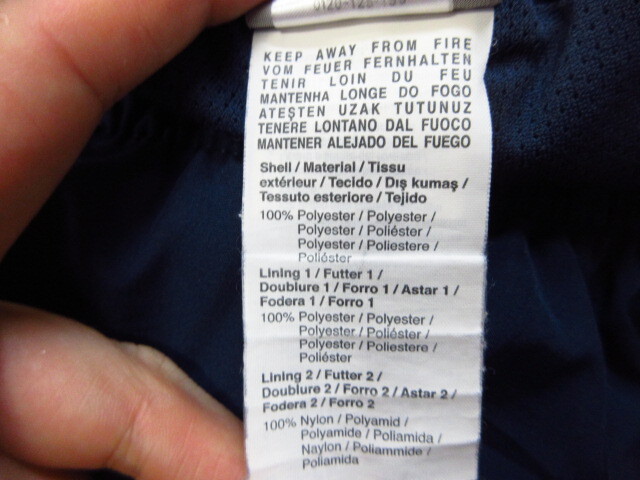 KEEP AWAY FROM FIRE
VOM FEUER FERNHALTEN
TENIR LOIN DU FEU
MANTENHA LONGE DO FOGO
ATEŞTEN UZAK TUTUNUZ
TENERE LONTANO DAL FUOCO
MANTENER ALEJADO DEL FUEGO
Shell / Material / Tissu
extérieur / Tecido / Dış kumaş /
Tessuto esteriore / Tejido
100% Polyester / Polyester /
Polyester / Poliéster /
Polyester / Poliestere /
Poliéster
Lining 1 / Futter 1 /
Doublure 1 / Forro 1 / Astar 1 /
Fodera 1 / Forro 1
100% Polyester / Polyester /
Polyester / Poliéster /
Polyester / Poliestere /
Poliéster
Lining 2 / Futter 2 /
Doublure 2 / Forro 2 / Astar 2 /
Fodera 2 / Forro 2
100% Nylon / Polyamid /
Polyamide / Poliamida /
Naylon / Poliammide /
Poliamida